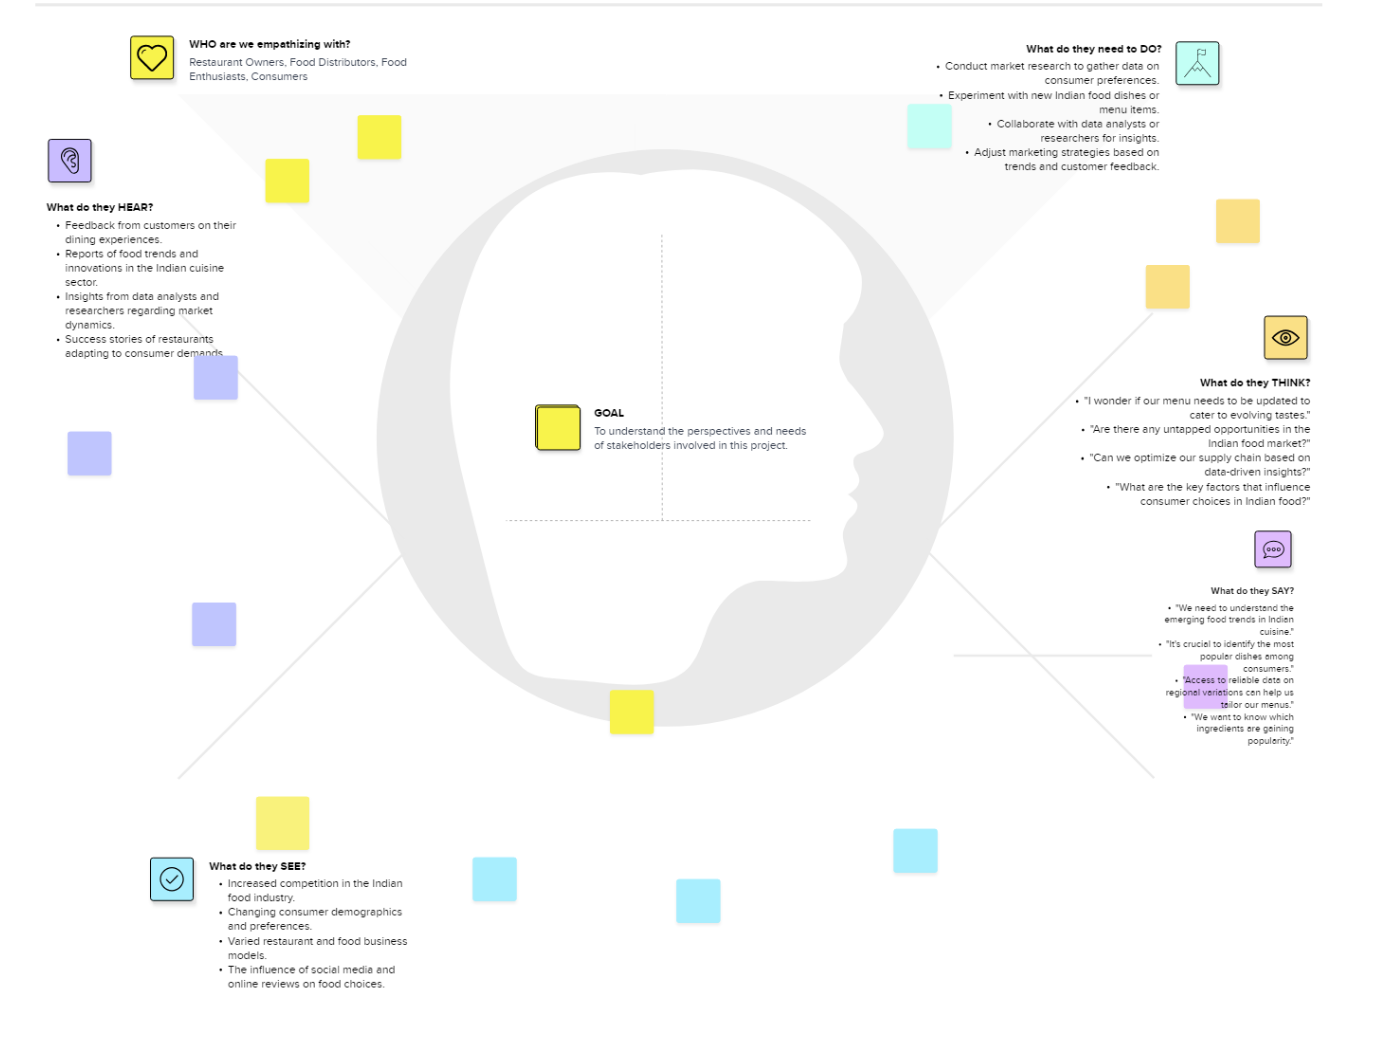 WHO are we empathizing with?
Restaurant Owners, Food Distributors, Food
Enthusiasts, Consumers
What do they need to DO?
• Conduct market research to gather data on
consumer preferences.
• Experiment with new Indian food dishes or
menu items.
• Collaborate with data analysts or
researchers for insights.
• Adjust marketing strategies based on
trends and customer feedback.
What do they HEAR?
• Feedback from customers on their
dining experiences.
• Reports of food trends and
innovations in the Indian cuisine
sector.
• Insights from data analysts and
researchers regarding market
dynamics.
• Success stories of restaurants
adapting to consumer demands.
GOAL
To understand the perspectives and needs
of stakeholders involved in this project.
What do they THINK?
• "I wonder if our menu needs to be updated to
cater to evolving tastes."
• "Are there any untapped opportunities in the
Indian food market?"
• "Can we optimize our supply chain based on
data-driven insights?"
• "What are the key factors that influence
consumer choices in Indian food?"
What do they SAY?
• "We need to understand the
emerging food trends in Indian
cuisine."
• "It's crucial to identify the most
popular dishes among
consumers."
• "Access to reliable data on
regional variations can help us
tailor our menus."
• "We want to know which
ingredients are gaining
popularity."
What do they SEE?
• Increased competition in the Indian
food industry.
• Changing consumer demographics
and preferences.
• Varied restaurant and food business
models.
• The influence of social media and
online reviews on food choices.